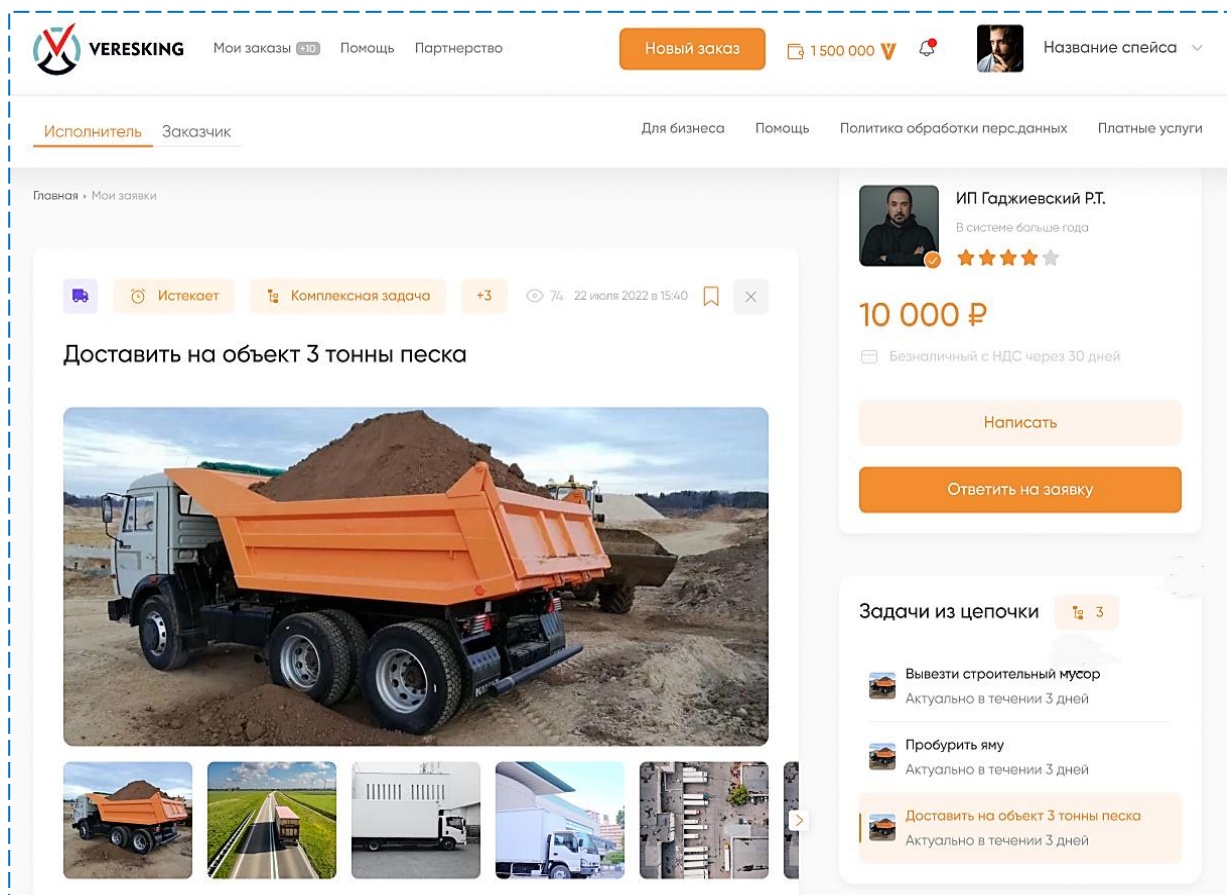 VERESKING
Мои заказы +10 Помощь Партнерство
Новый заказ
1 500 000
Название спейса
Исполнитель Заказчик
Для бизнеса Помощь Политика обработки перс.данных Платные услуги
Главная • Мои заявки
Истекает
Комплексная задача
+3
74 22 июля 2022 в 15:40
Доставить на объект 3 тонны песка
ИП Гаджиевский Р.Т.
В системе больше года
10 000 ₽
Безналичный с НДС через 30 дней
Написать
Ответить на заявку
Задачи из цепочки 3
Вывезти строительный мусор
Актуально в течении 3 дней
Пробурить яму
Актуально в течении 3 дней
Доставить на объект 3 тонны песка
Актуально в течении 3 дней